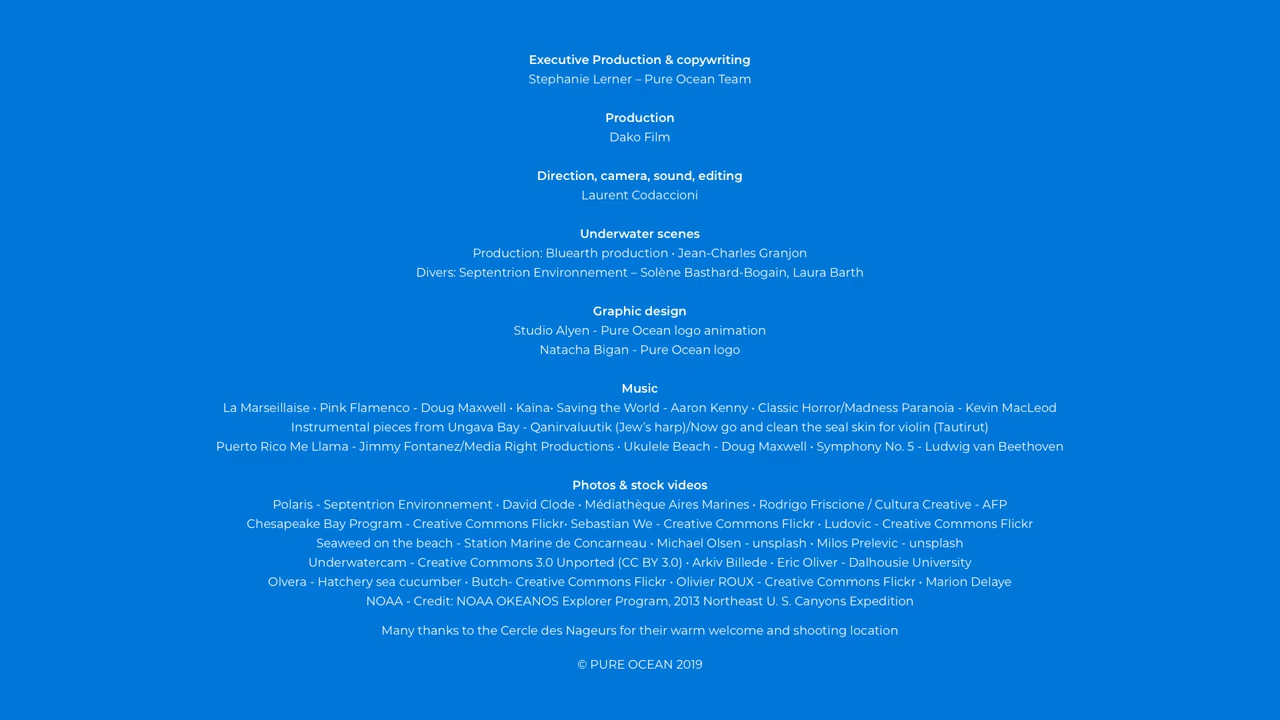 Executive Production & copywriting
Stephanie Lerner – Pure Ocean Team
Production
Dako Film
Direction, camera, sound, editing
Laurent Codaccioni
Underwater scenes
Production: Bluearth production • Jean-Charles Granjon
Divers: Septentrion Environnement – Solène Basthard-Bogain, Laura Barth
Graphic design
Studio Alyen - Pure Ocean logo animation
Natacha Bigan - Pure Ocean logo
Music
La Marseillaise • Pink Flamenco - Doug Maxwell • Kaïna• Saving the World - Aaron Kenny • Classic Horror/Madness Paranoia - Kevin MacLeod
Instrumental pieces from Ungava Bay - Qanirvaluutik (Jew’s harp)/Now go and clean the seal skin for violin (Tautirut)
Puerto Rico Me Llama - Jimmy Fontanez/Media Right Productions • Ukulele Beach - Doug Maxwell • Symphony No. 5 - Ludwig van Beethoven
Photos & stock videos
Polaris - Septentrion Environnement • David Clode • Médiathèque Aires Marines • Rodrigo Friscione / Cultura Creative - AFP
Chesapeake Bay Program - Creative Commons Flickr• Sebastian We - Creative Commons Flickr • Ludovic - Creative Commons Flickr
Seaweed on the beach - Station Marine de Concarneau • Michael Olsen - unsplash • Milos Prelevic - unsplash
Underwatercam - Creative Commons 3.0 Unported (CC BY 3.0) • Arkiv Billede • Eric Oliver - Dalhousie University
Olvera - Hatchery sea cucumber • Butch- Creative Commons Flickr • Olivier ROUX - Creative Commons Flickr • Marion Delaye
NOAA - Credit: NOAA OKEANOS Explorer Program, 2013 Northeast U. S. Canyons Expedition
Many thanks to the Cercle des Nageurs for their warm welcome and shooting location
© PURE OCEAN 2019